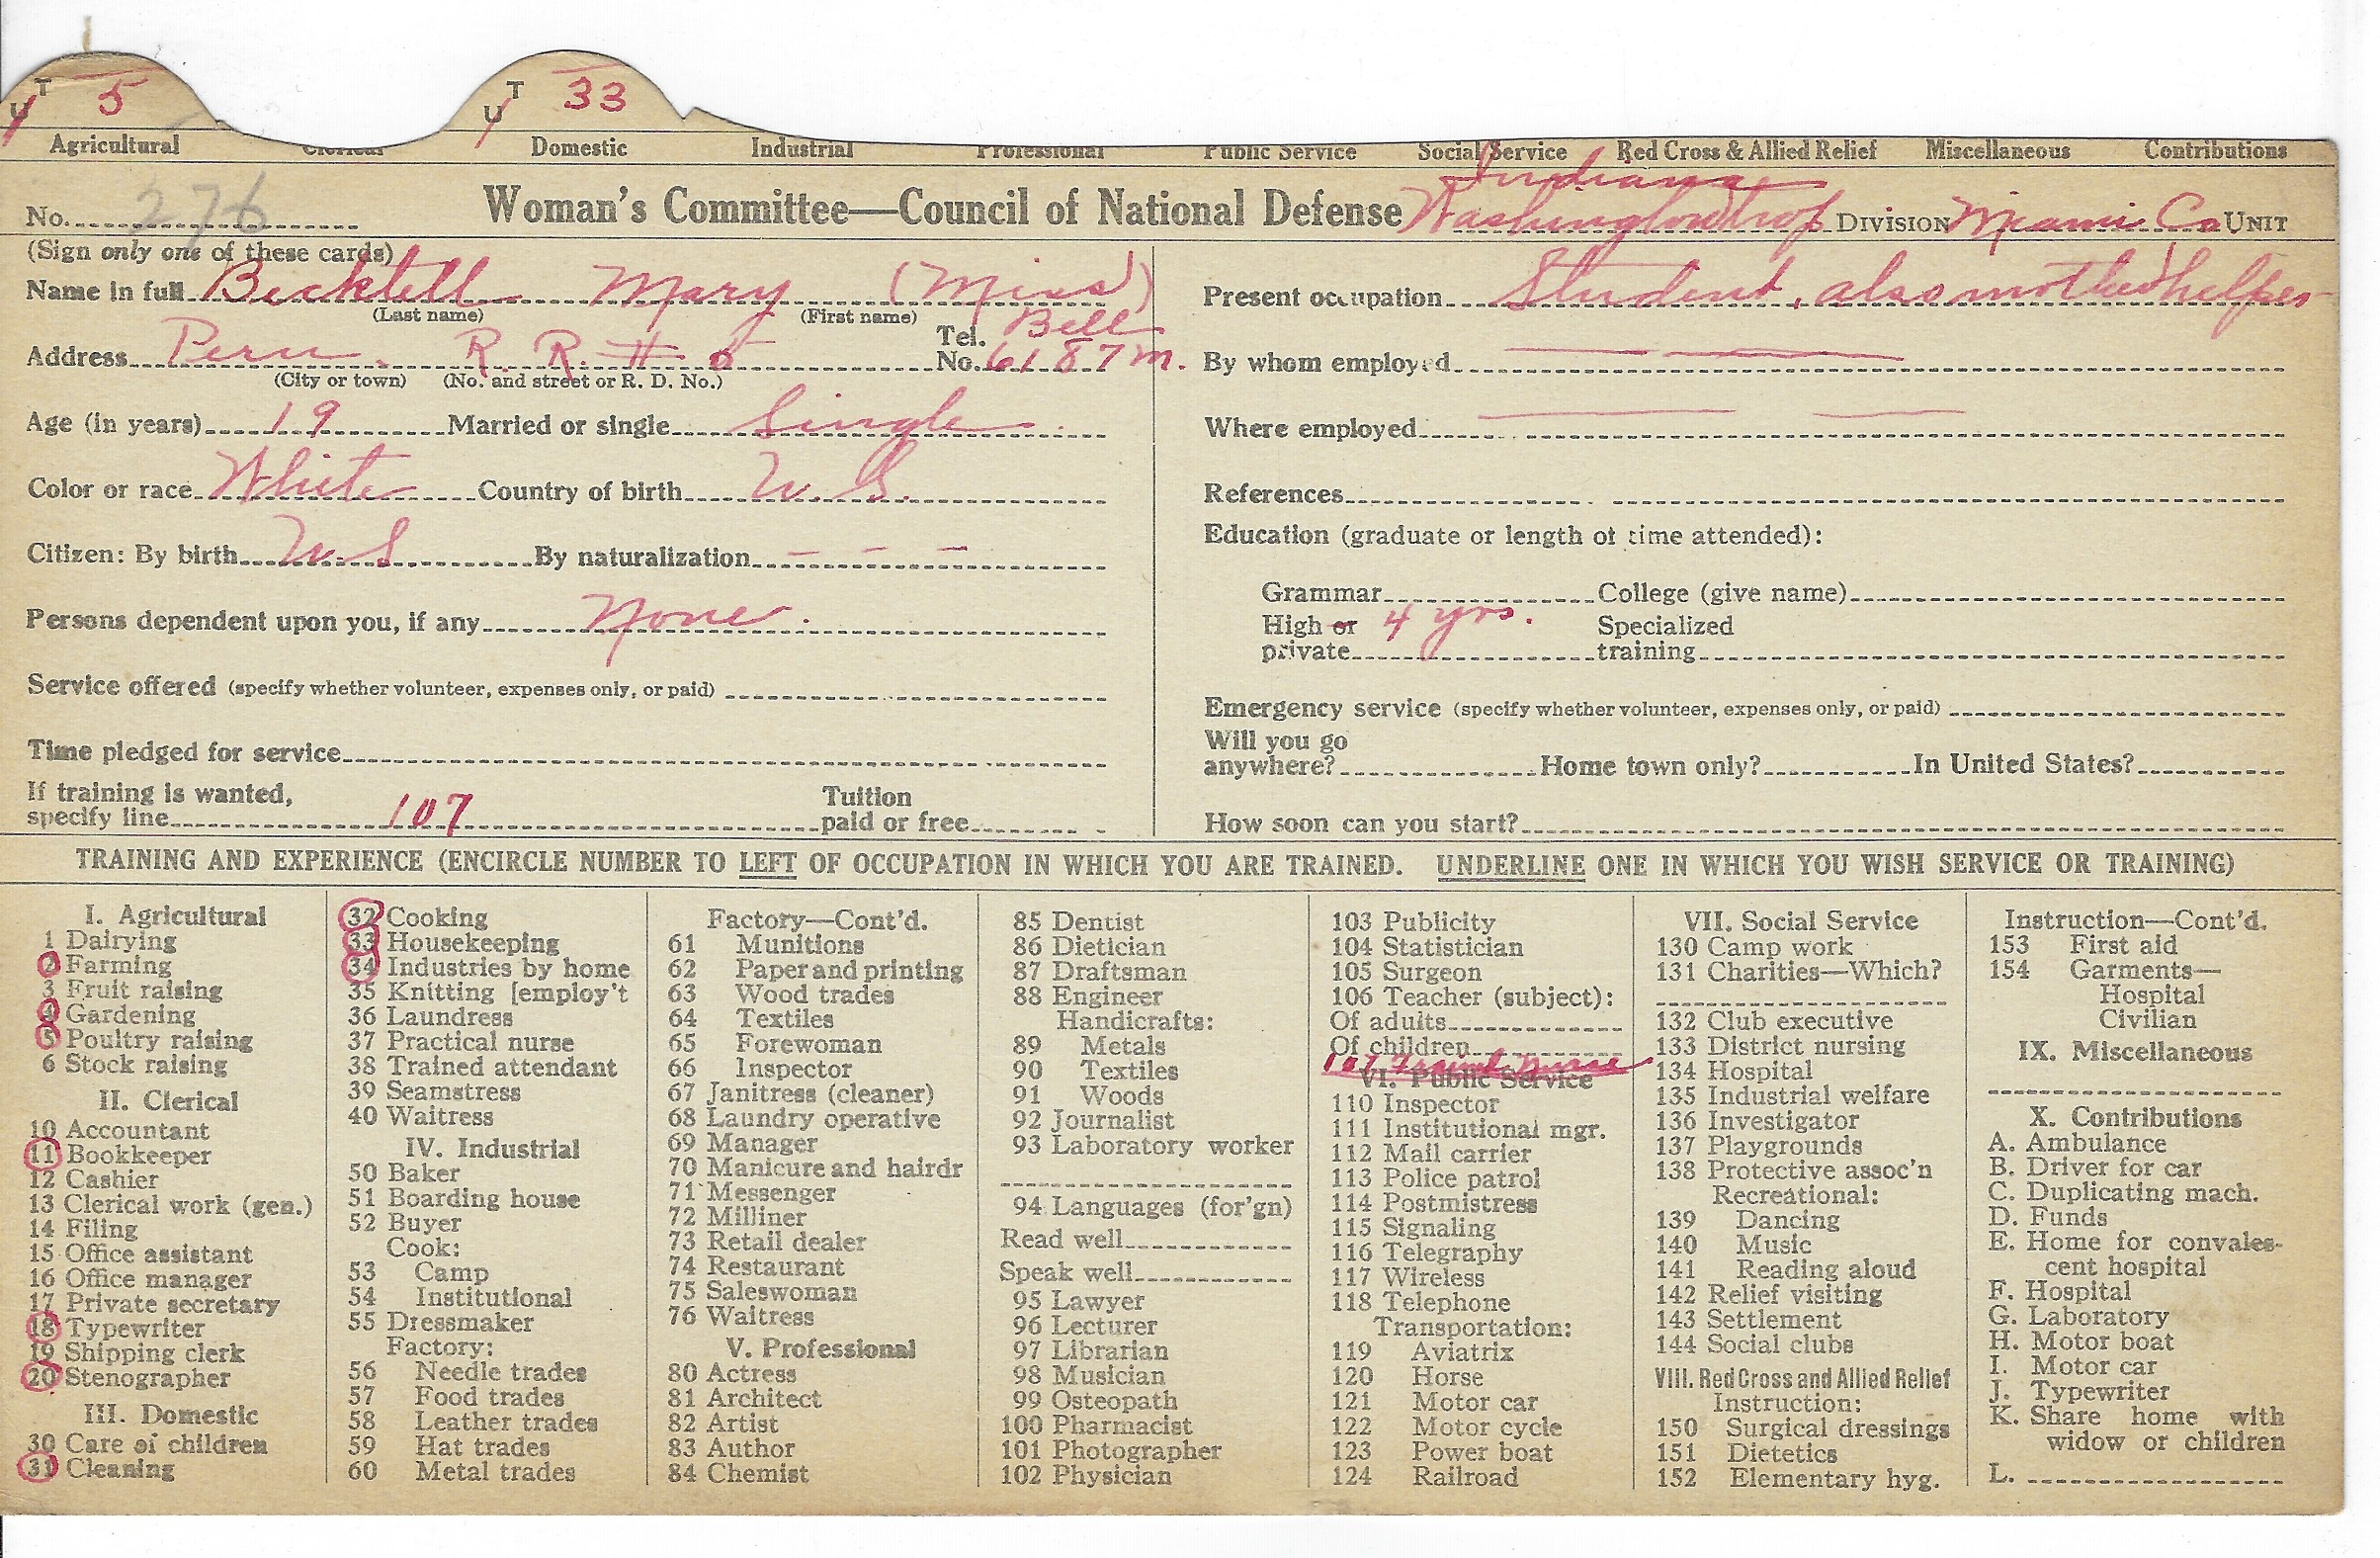 T U 5 T U 33
Agricultural Clerical Domestic Industrial Professional Public Service Social Service Red Cross & Allied Relief Miscellaneous Contributions
Indiana
No. 276 Woman's Committee—Council of National Defense Washington Trop DIVISION Miami Co UNIT
(Sign only one of these cards)
Name in full Becktell Mary (Miss)
(Last name) (First name)
Address Peru. R. R. # 5 Tel. No. Bell 6187 M.
(City or town) (No. and street or R. D. No.)
Age (in years) 19 Married or single Single
Color or race White Country of birth U. S.
Citizen: By birth U. S By naturalization — — —
Persons dependent upon you, if any None.
Service offered (specify whether volunteer, expenses only, or paid)
Time pledged for service
If training is wanted,
specify line 107 Tuition paid or free
Present occupation Student, also mother's helper
By whom employed
Where employed
References
Education (graduate or length of time attended):
Grammar College (give name)
High or private 4 yrs. Specialized training
Emergency service (specify whether volunteer, expenses only, or paid)
Will you go anywhere? Home town only? In United States?
How soon can you start?
TRAINING AND EXPERIENCE (ENCIRCLE NUMBER TO LEFT OF OCCUPATION IN WHICH YOU ARE TRAINED. UNDERLINE ONE IN WHICH YOU WISH SERVICE OR TRAINING)
I. Agricultural
1 Dairying
2 Farming
3 Fruit raising
4 Gardening
5 Poultry raising
6 Stock raising
II. Clerical
10 Accountant
11 Bookkeeper
12 Cashier
13 Clerical work (gen.)
14 Filing
15 Office assistant
16 Office manager
17 Private secretary
18 Typewriter
19 Shipping clerk
20 Stenographer
III. Domestic
30 Care of children
31 Cleaning
32 Cooking
33 Housekeeping
34 Industries by home
35 Knitting [employ't
36 Laundress
37 Practical nurse
38 Trained attendant
39 Seamstress
40 Waitress
IV. Industrial
50 Baker
51 Boarding house
52 Buyer
Cook:
53 Camp
54 Institutional
55 Dressmaker
Factory:
56 Needle trades
57 Food trades
58 Leather trades
59 Hat trades
60 Metal trades
Factory—Cont'd.
61 Munitions
62 Paper and printing
63 Wood trades
64 Textiles
65 Forewoman
66 Inspector
67 Janitress (cleaner)
68 Laundry operative
69 Manager
70 Manicure and hairdr
71 Messenger
72 Milliner
73 Retail dealer
74 Restaurant
75 Saleswoman
76 Waitress
V. Professional
80 Actress
81 Architect
82 Artist
83 Author
84 Chemist
85 Dentist
86 Dietician
87 Draftsman
88 Engineer
Handicrafts:
89 Metals
90 Textiles
91 Woods
92 Journalist
93 Laboratory worker
94 Languages (for'gn)
Read well
Speak well
95 Lawyer
96 Lecturer
97 Librarian
98 Musician
99 Osteopath
100 Pharmacist
101 Photographer
102 Physician
103 Publicity
104 Statistician
105 Surgeon
106 Teacher (subject):
Of adults
Of children
107 Trained Nurse
VI. Public Service
110 Inspector
111 Institutional mgr.
112 Mail carrier
113 Police patrol
114 Postmistress
115 Signaling
116 Telegraphy
117 Wireless
118 Telephone
Transportation:
119 Aviatrix
120 Horse
121 Motor car
122 Motor cycle
123 Power boat
124 Railroad
VII. Social Service
130 Camp work
131 Charities—Which?
132 Club executive
133 District nursing
134 Hospital
135 Industrial welfare
136 Investigator
137 Playgrounds
138 Protective assoc'n
Recreational:
139 Dancing
140 Music
141 Reading aloud
142 Relief visiting
143 Settlement
144 Social clubs
VIII. Red Cross and Allied Relief
Instruction:
150 Surgical dressings
151 Dietetics
152 Elementary hyg.
Instruction—Cont'd.
153 First aid
154 Garments—
Hospital
Civilian
IX. Miscellaneous
X. Contributions
A. Ambulance
B. Driver for car
C. Duplicating mach.
D. Funds
E. Home for convales-
cent hospital
F. Hospital
G. Laboratory
H. Motor boat
I. Motor car
J. Typewriter
K. Share home with
widow or children
L.